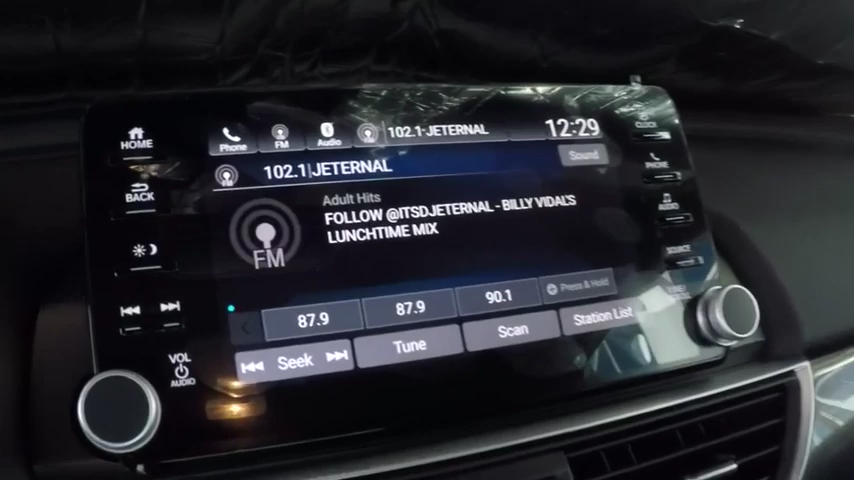 HOME
Phone
FM
Audio
102.1-JETERNAL
12:29
CLOCK
102.1|JETERNAL
Sound
PHONE
BACK
Adult Hits
FOLLOW @ITSDJETERNAL - BILLY VIDAL'S
LUNCHTIME MIX
AUDIO
FM
SOURCE
87.9
87.9
90.1
Press & Hold
Seek
Tune
Scan
Station List
VOL
AUDIO